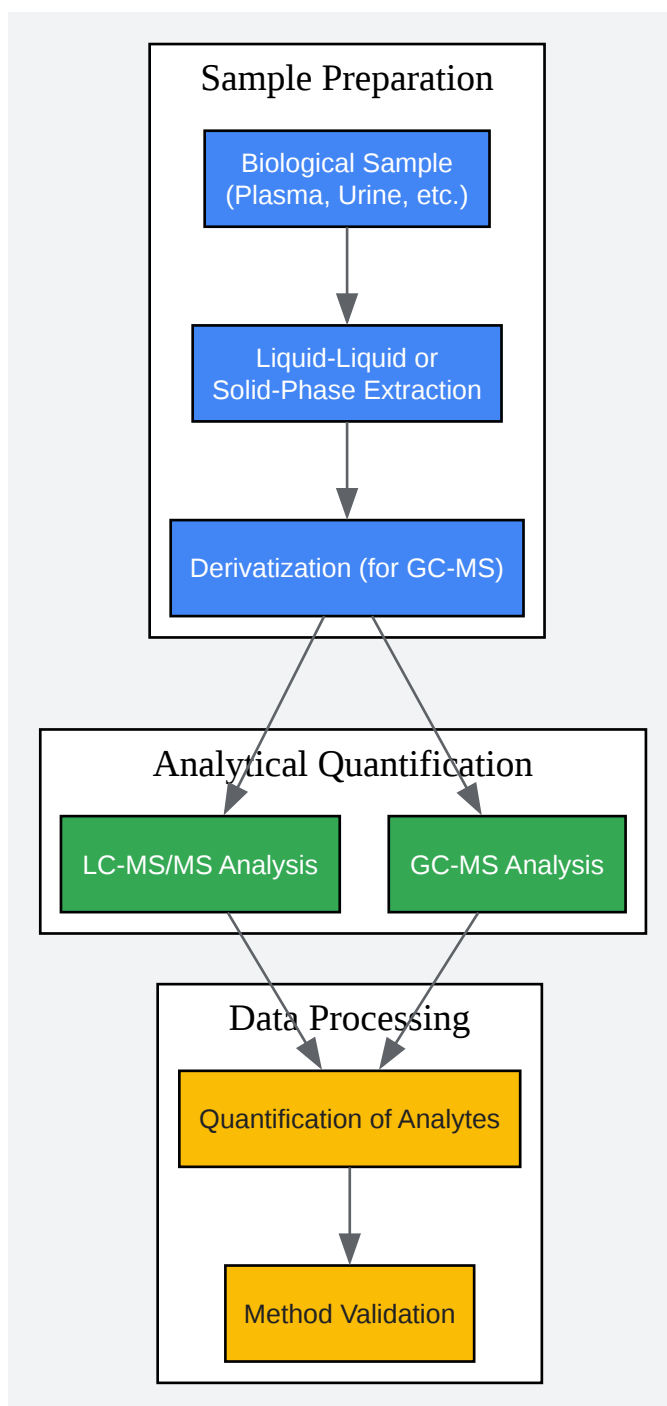 Sample Preparation
Biological Sample
(Plasma, Urine, etc.)
Liquid-Liquid or
Solid-Phase Extraction
Derivatization (for GC-MS)
Analytical Quantification
LC-MS/MS Analysis
GC-MS Analysis
Data Processing
Quantification of Analytes
Method Validation